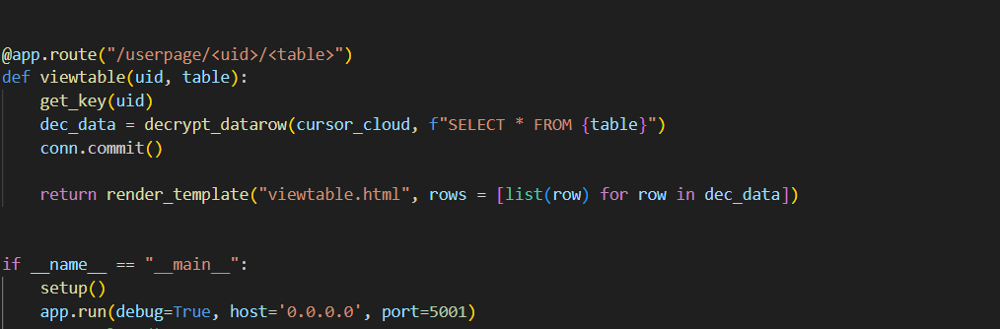 @app.route("/userpage/<uid>/<table>")
def viewtable(uid, table):
    get_key(uid)
    dec_data = decrypt_datarow(cursor_cloud, f"SELECT * FROM {table}")
    conn.commit()
    return render_template("viewtable.html", rows = [list(row) for row in dec_data])
if __name__ == "__main__":
    setup()
    app.run(debug=True, host='0.0.0.0', port=5001)